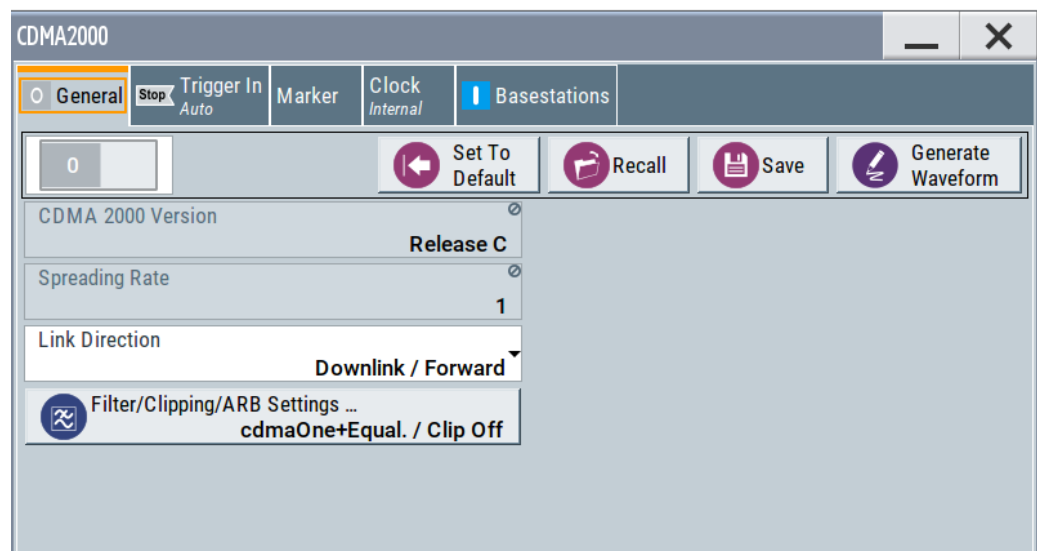 CDMA2000
0 General
Stop Trigger In
Auto
Marker
Clock
Internal
I Basestations
0
Set To
Default
Recall
Save
Generate
Waveform
CDMA 2000 Version
Release C
Spreading Rate
1
Link Direction
Downlink / Forward
Filter/Clipping/ARB Settings ...
cdmaOne+Equal. / Clip Off